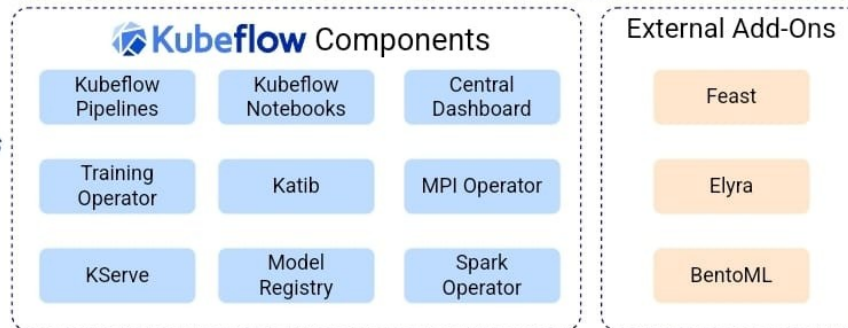 Kubeflow Components
Kubeflow
Pipelines
Kubeflow
Notebooks
Central
Dashboard
Training
Operator
Katib
MPI Operator
KServe
Model
Registry
Spark
Operator
External Add-Ons
Feast
Elyra
BentoML